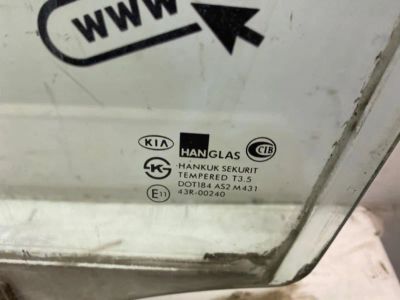 WWW
KIA HANGLAS CIB
HANKUK SEKURIT
TEMPERED T3.5
DOT184 AS2 M431
E11 43R-00240